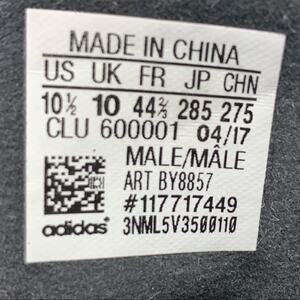 MADE IN CHINA
US UK FR JP CHN
10½ 10 44⅔ 285 275
CLU 600001 04/17
MALE/MÂLE
ART BY8857
#117717449
adidas® 3NML5V3500110